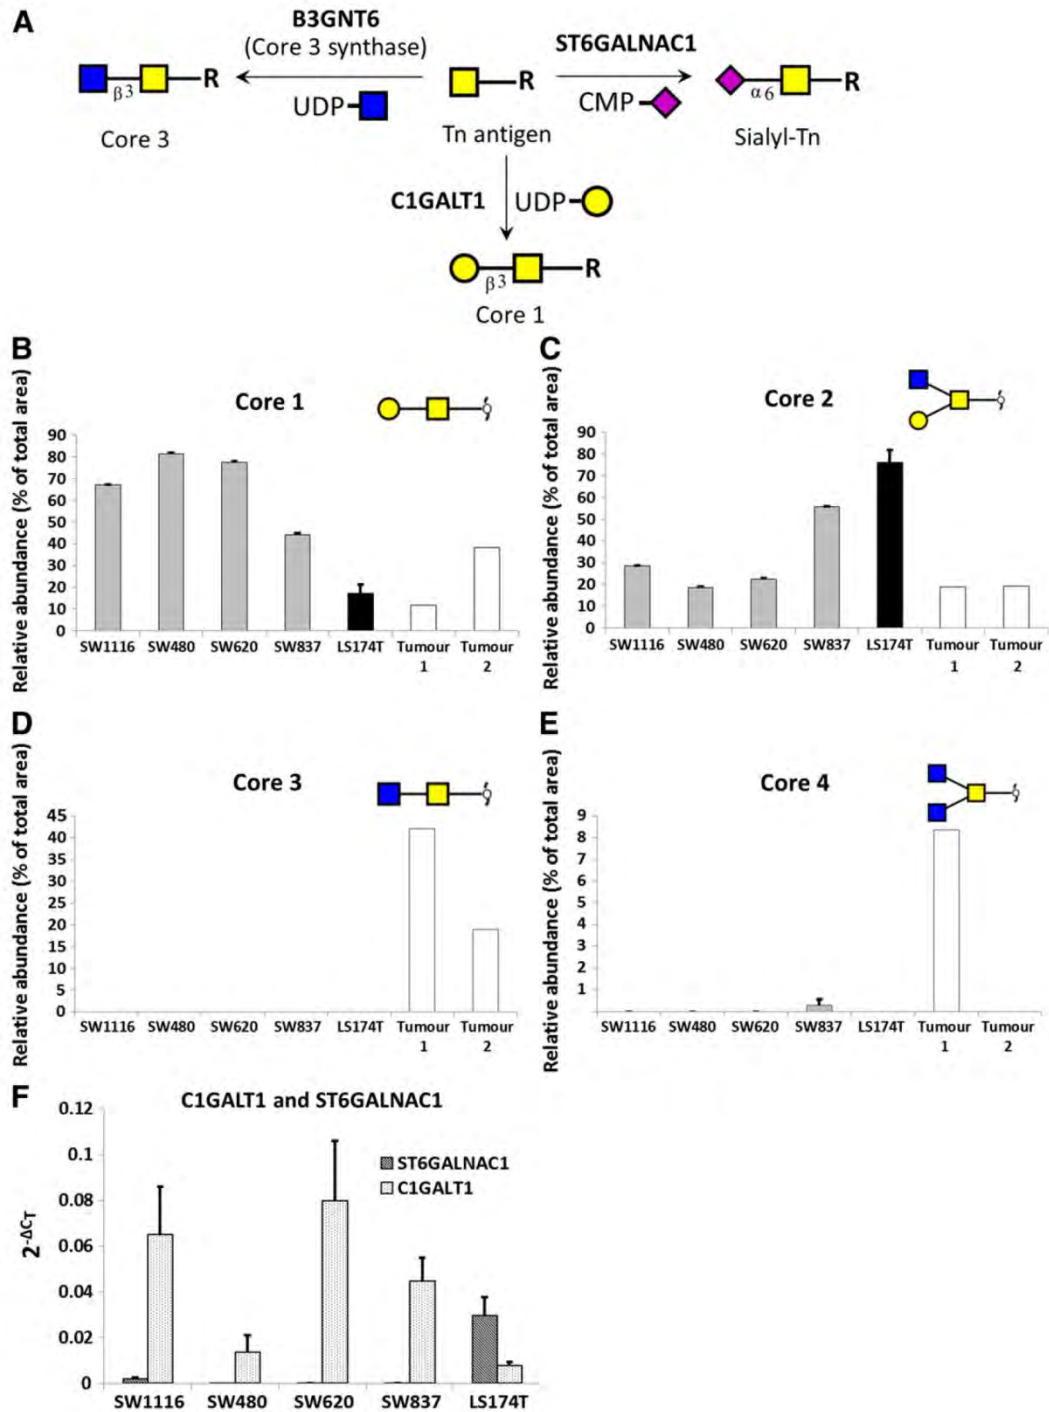 A
B3GNT6
(Core 3 synthase)
ST6GALNAC1
β3
R
UDP
R
CMP
α6
R
Core 3
Tn antigen
Sialyl-Tn
C1GALT1
UDP
β3
R
Core 1
B
Core 1
Relative abundance (% of total area)
90
80
70
60
50
40
30
20
10
0
SW1116 SW480 SW620 SW837 LS174T Tumour 1 Tumour 2
C
Core 2
Relative abundance (% of total area)
90
80
70
60
50
40
30
20
10
0
SW1116 SW480 SW620 SW837 LS174T Tumour 1 Tumour 2
D
Core 3
Relative abundance (% of total area)
45
40
35
30
25
20
15
10
5
0
SW1116 SW480 SW620 SW837 LS174T Tumour 1 Tumour 2
E
Core 4
Relative abundance (% of total area)
9
8
7
6
5
4
3
2
1
SW1116 SW480 SW620 SW837 LS174T Tumour 1 Tumour 2
F
C1GALT1 and ST6GALNAC1
2^-ΔCT
0.12
0.1
0.08
0.06
0.04
0.02
0
ST6GALNAC1
C1GALT1
SW1116 SW480 SW620 SW837 LS174T